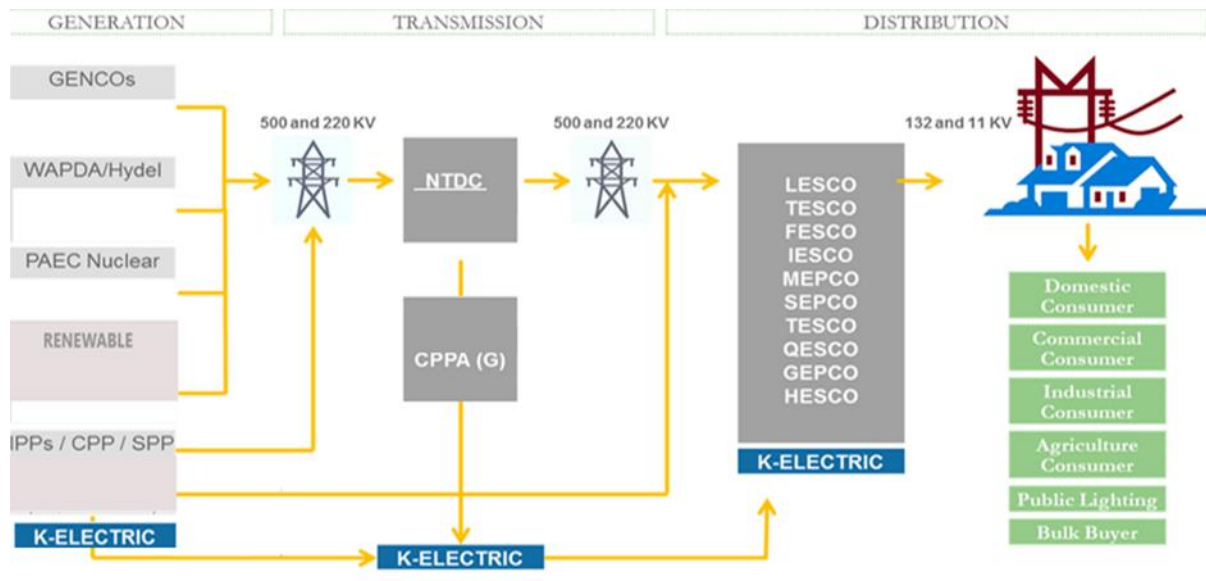 GENERATION
TRANSMISSION
DISTRIBUTION
GENCOs
WAPDA/Hydel
PAEC Nuclear
RENEWABLE
IPPs / CPP / SPP
K-ELECTRIC
500 and 220 KV
NTDC
CPPA (G)
K-ELECTRIC
500 and 220 KV
LESCO
TESCO
FESCO
IESCO
MEPCO
SEPCO
TESCO
QESCO
GEPCO
HESCO
K-ELECTRIC
132 and 11 KV
Domestic
Consumer
Commercial
Consumer
Industrial
Consumer
Agriculture
Consumer
Public Lighting
Bulk Buyer